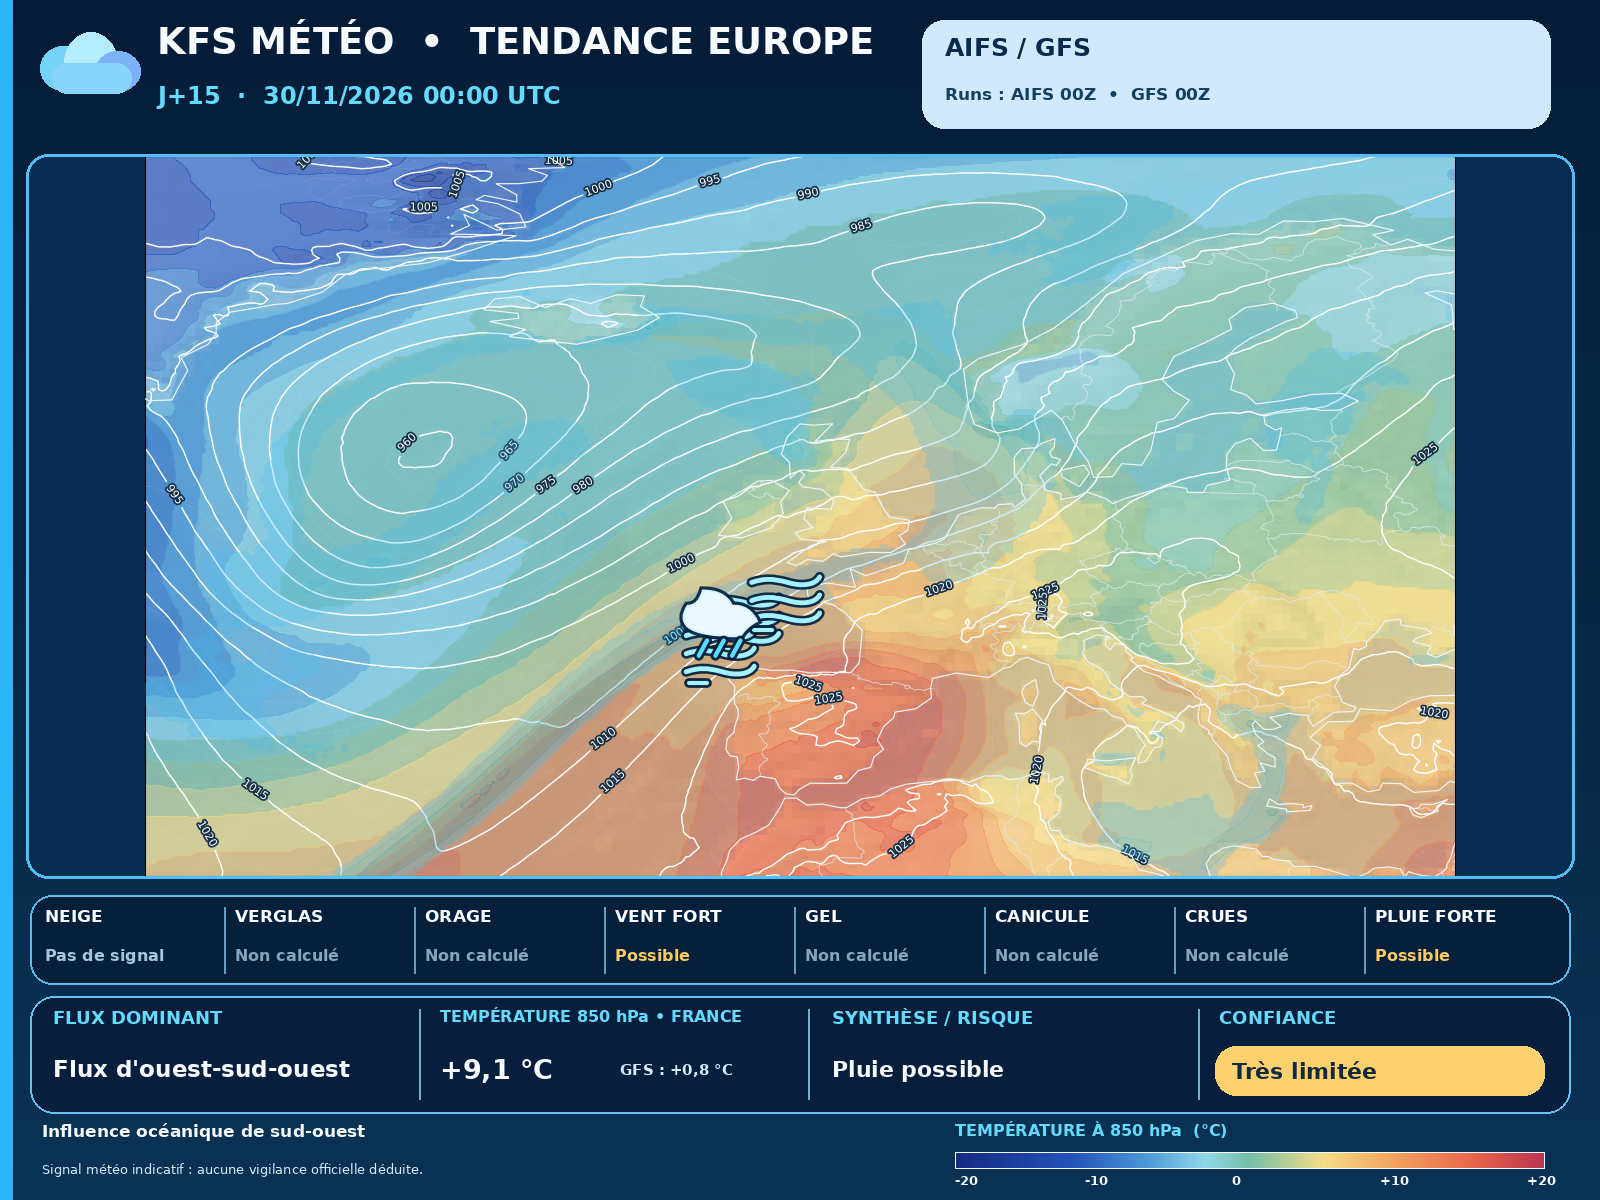 KFS MÉTÉO • TENDANCE EUROPE
J+15 · 30/11/2026 00:00 UTC
AIFS / GFS
Runs : AIFS 00Z • GFS 00Z
1005
1005
1005
1000
995
990
985
960
965
970
975
980
995
1000
1025
1020
1025
1025
1025
1025
1010
1015
1015
1020
1020
1020
1025
1015
NEIGE
Pas de signal
VERGLAS
Non calculé
ORAGE
Non calculé
VENT FORT
Possible
GEL
Non calculé
CANICULE
Non calculé
CRUES
Non calculé
PLUIE FORTE
Possible
FLUX DOMINANT
Flux d'ouest-sud-ouest
TEMPÉRATURE 850 hPa • FRANCE
+9,1 °C
GFS : +0,8 °C
SYNTHÈSE / RISQUE
Pluie possible
CONFIANCE
Très limitée
Influence océanique de sud-ouest
Signal météo indicatif : aucune vigilance officielle déduite.
TEMPÉRATURE À 850 hPa (°C)
-20
-10
0
+10
+20